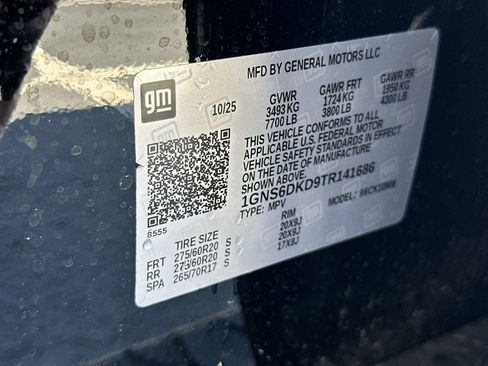 MFD BY GENERAL MOTORS LLC
gm
10/25
GVWR
3493 KG
7700 LB
GAWR FRT
1724 KG
3800 LB
GAWR RR
1950 KG
4300 LB
THIS VEHICLE CONFORMS TO ALL
APPLICABLE U.S. FEDERAL MOTOR
VEHICLE SAFETY STANDARDS IN EFFECT
ON THE DATE OF MANUFACTURE
SHOWN ABOVE.
1GNS6DKD9TR141686
TYPE: MPV
MODEL:
8555
TIRE SIZE
RIM
FRT 275/60R20 S 20X9J
RR 275/60R20 S 20X9J
SPA 265/70R17 S 17X8J